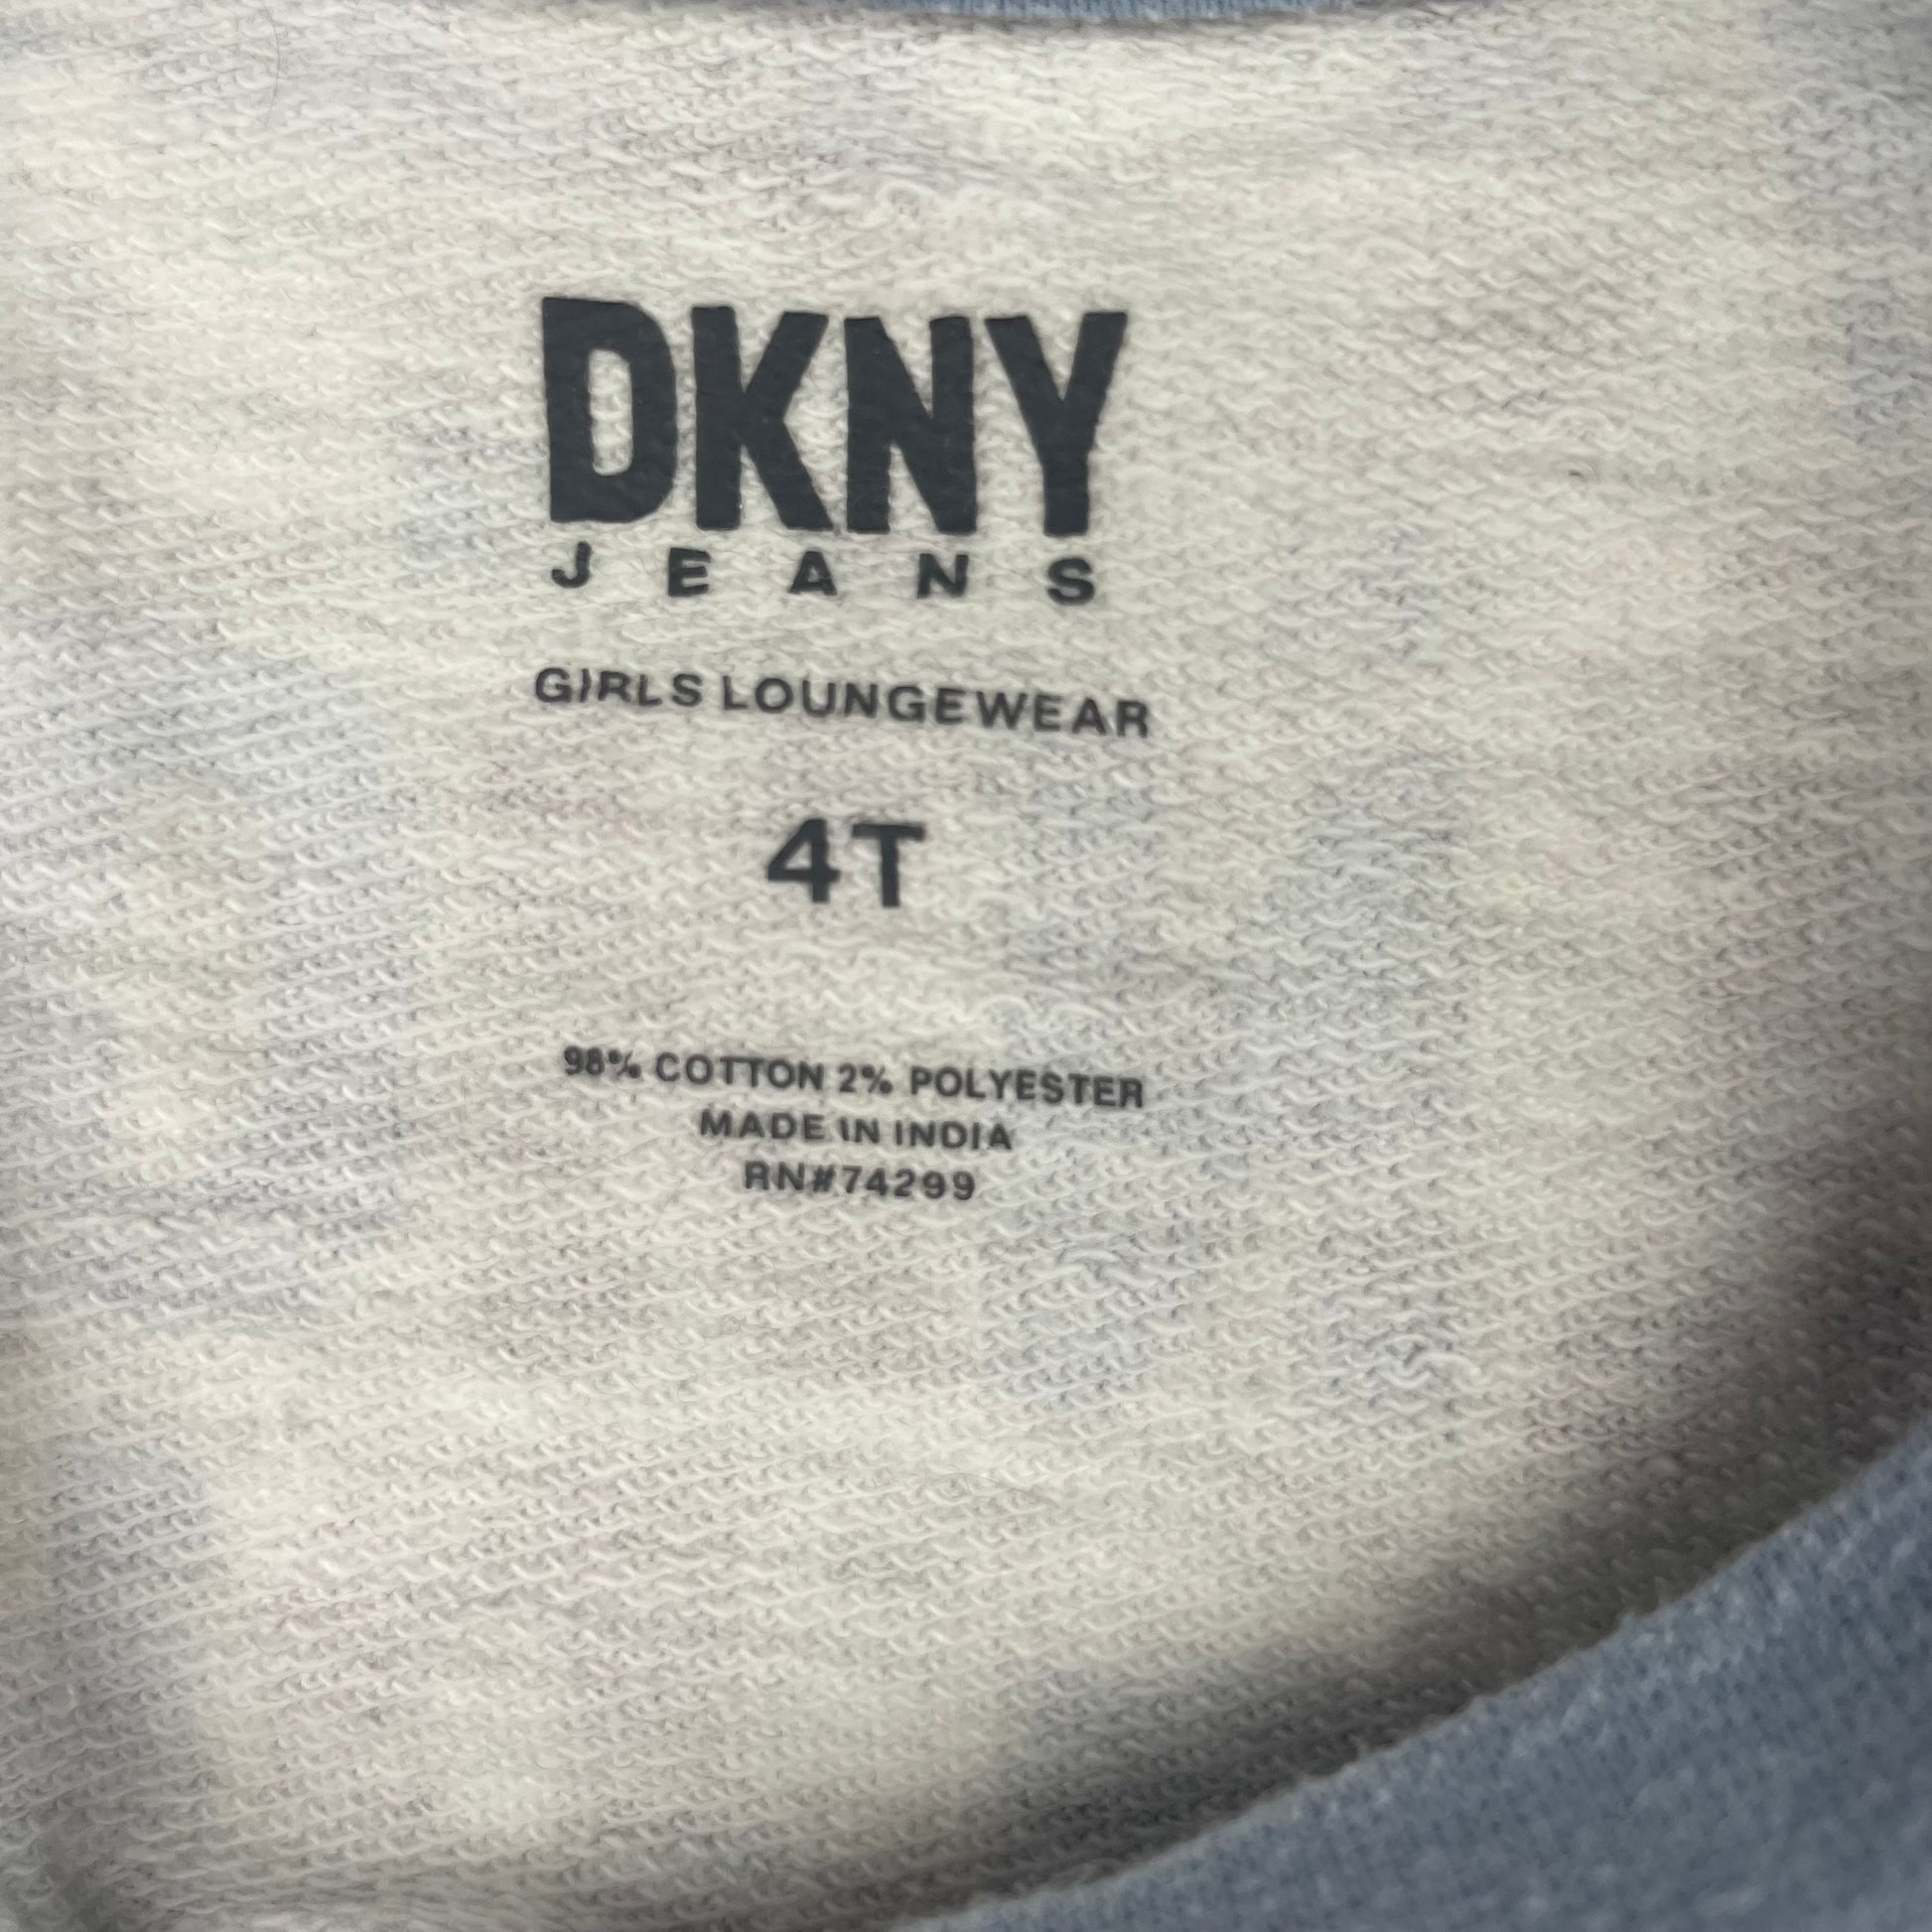 DKNY
JEANS
GIRLS LOUNGEWEAR
4T
98% COTTON 2% POLYESTER
MADE IN INDIA
RN#74299